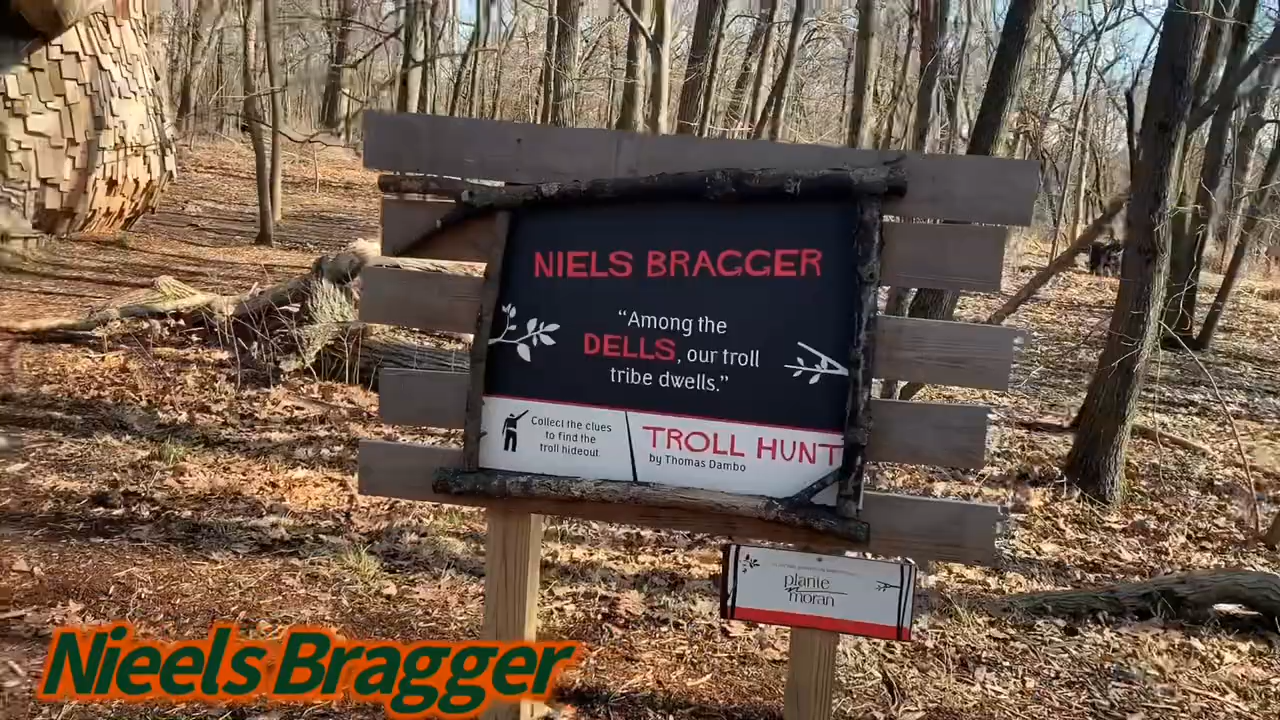 NIELS BRAGGER
“Among the
DELLS, our troll
tribe dwells.”
Collect the clues
to find the
troll hideout.
TROLL HUNT
by Thomas Dambo
plante
moran
Nieels Bragger